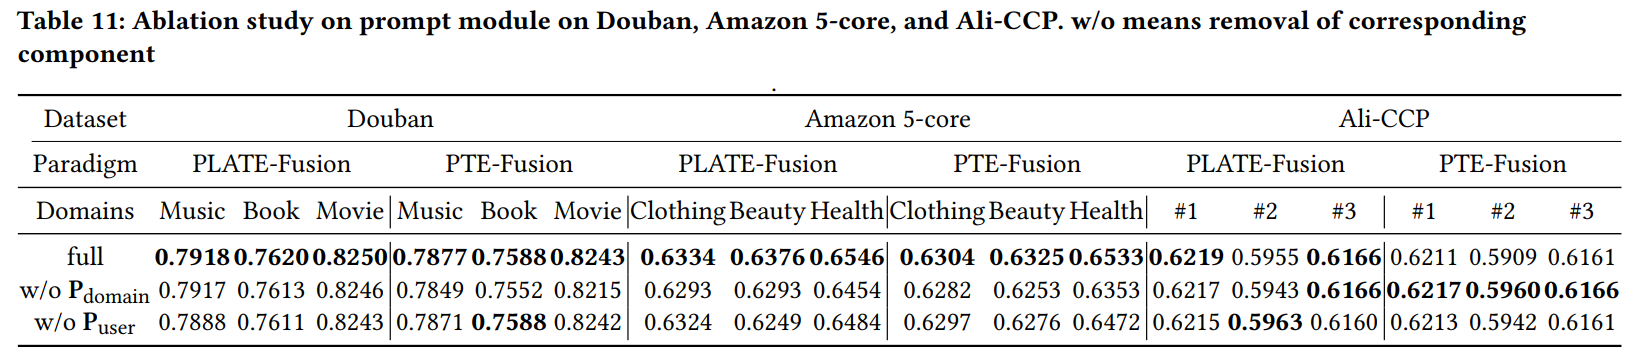 Table 11: Ablation study on prompt module on Douban, Amazon 5-core, and Ali-CCP. w/o means removal of corresponding
component
.
Dataset Douban Amazon 5-core Ali-CCP
Paradigm PLATE-Fusion PTE-Fusion PLATE-Fusion PTE-Fusion PLATE-Fusion PTE-Fusion
Domains Music Book Movie Music Book Movie Clothing Beauty Health Clothing Beauty Health #1 #2 #3 #1 #2 #3
full 0.7918 0.7620 0.8250 0.7877 0.7588 0.8243 0.6334 0.6376 0.6546 0.6304 0.6325 0.6533 0.6219 0.5955 0.6166 0.6211 0.5909 0.6161
w/o Pdomain 0.7917 0.7613 0.8246 0.7849 0.7552 0.8215 0.6293 0.6293 0.6454 0.6282 0.6253 0.6353 0.6217 0.5943 0.6166 0.6217 0.5960 0.6166
w/o Puser 0.7888 0.7611 0.8243 0.7871 0.7588 0.8242 0.6324 0.6249 0.6484 0.6297 0.6276 0.6472 0.6215 0.5963 0.6160 0.6213 0.5942 0.6161